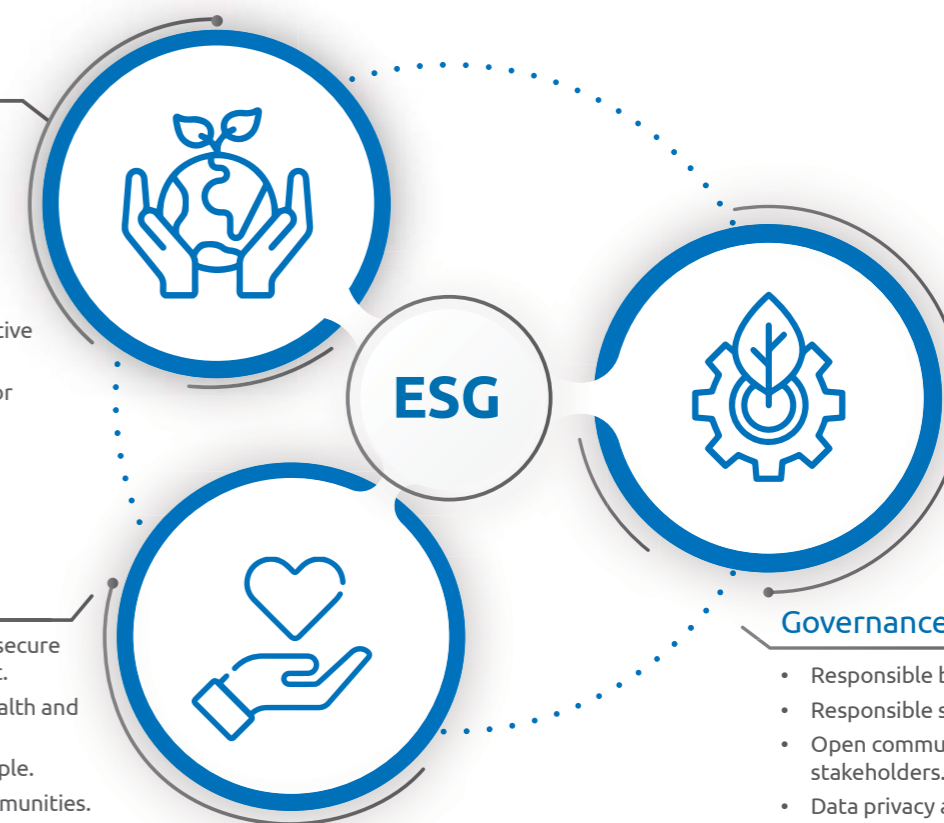 ESG
tive
or
secure
t.
alth and
ple.
munities.
Governance
• Responsible b
• Responsible s
• Open commu
stakeholders.
• Data privacy a